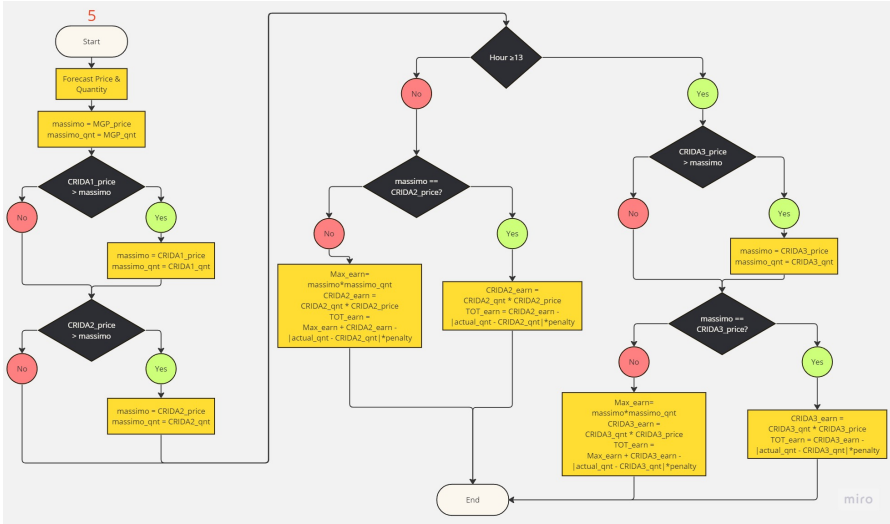 5
Start
Forecast Price &
Quantity
massimo = MGP_price
massimo_qnt = MGP_qnt
CRIDA1_price
> massimo
No
Yes
massimo = CRIDA1_price
massimo_qnt = CRIDA1_qnt
CRIDA2_price
> massimo
No
Yes
massimo = CRIDA2_price
massimo_qnt = CRIDA2_qnt
Hour ≥13
No
Yes
massimo ==
CRIDA2_price?
No
Yes
Max_earn=
massimo*massimo_qnt
CRIDA2_earn =
CRIDA2_qnt * CRIDA2_price
TOT_earn =
Max_earn + CRIDA2_earn -
|actual_qnt - CRIDA2_qnt|*penalty
CRIDA2_earn =
CRIDA2_qnt * CRIDA2_price
TOT_earn = CRIDA2_earn -
|actual_qnt - CRIDA2_qnt|*penalty
CRIDA3_price
> massimo
No
Yes
massimo = CRIDA3_price
massimo_qnt = CRIDA3_qnt
massimo ==
CRIDA3_price?
No
Yes
Max_earn=
massimo*massimo_qnt
CRIDA3_earn =
CRIDA3_qnt * CRIDA3_price
TOT_earn =
Max_earn + CRIDA3_earn -
|actual_qnt - CRIDA3_qnt|*penalty
CRIDA3_earn =
CRIDA3_qnt * CRIDA3_price
TOT_earn = CRIDA3_earn -
|actual_qnt - CRIDA3_qnt|*penalty
End
miro